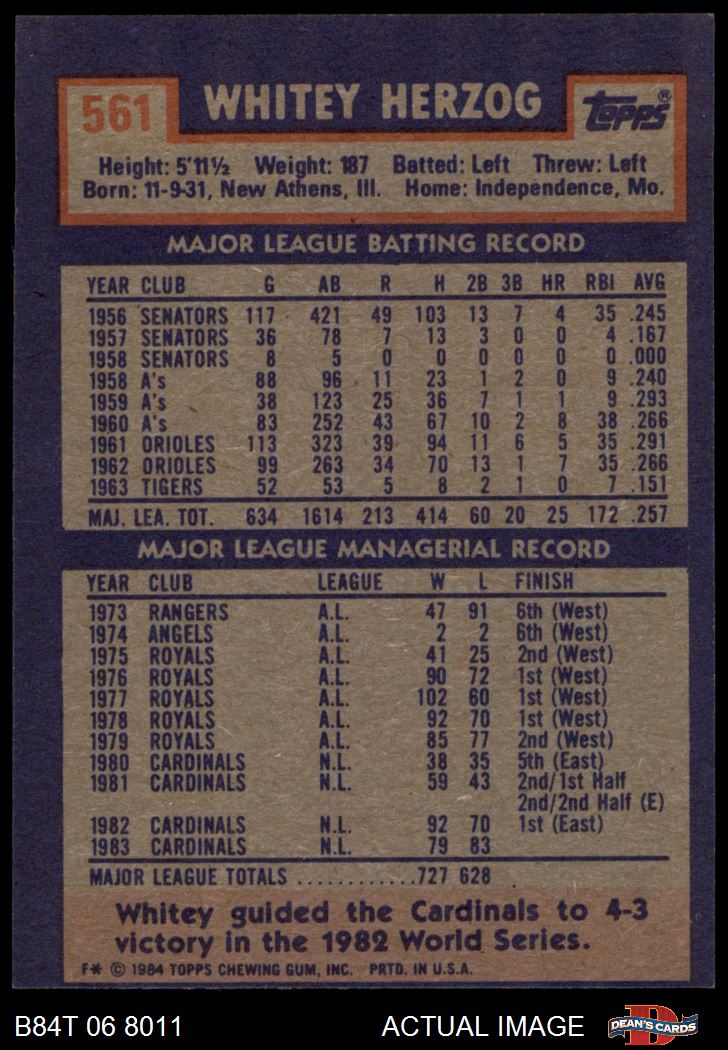 561
WHITEY HERZOG
Topps®
Height: 5'11½ Weight: 187 Batted: Left Threw: Left
Born: 11-9-31, New Athens, Ill. Home: Independence, Mo.
MAJOR LEAGUE BATTING RECORD
YEAR CLUB G AB R H 2B 3B HR RBI AVG
1956 SENATORS 117 421 49 103 13 7 4 35 .245
1957 SENATORS 36 78 7 13 3 0 0 4 .167
1958 SENATORS 8 5 0 0 0 0 0 0 .000
1958 A's 88 96 11 23 1 2 0 9 .240
1959 A's 38 123 25 36 7 1 1 9 .293
1960 A's 83 252 43 67 10 2 8 38 .266
1961 ORIOLES 113 323 39 94 11 6 5 35 .291
1962 ORIOLES 99 263 34 70 13 1 7 35 .266
1963 TIGERS 52 53 5 8 2 1 0 7 .151
MAJ. LEA. TOT. 634 1614 213 414 60 20 25 172 .257
MAJOR LEAGUE MANAGERIAL RECORD
YEAR CLUB LEAGUE W L FINISH
1973 RANGERS A.L. 47 91 6th (West)
1974 ANGELS A.L. 2 2 6th (West)
1975 ROYALS A.L. 41 25 2nd (West)
1976 ROYALS A.L. 90 72 1st (West)
1977 ROYALS A.L. 102 60 1st (West)
1978 ROYALS A.L. 92 70 1st (West)
1979 ROYALS A.L. 85 77 2nd (West)
1980 CARDINALS N.L. 38 35 5th (East)
1981 CARDINALS N.L. 59 43 2nd/1st Half
2nd/2nd Half (E)
1982 CARDINALS N.L. 92 70 1st (East)
1983 CARDINALS N.L. 79 83
MAJOR LEAGUE TOTALS ............727 628
Whitey guided the Cardinals to 4-3
victory in the 1982 World Series.
F* © 1984 TOPPS CHEWING GUM, INC. PRTD. IN U.S.A.
B84T 06 8011 ACTUAL IMAGE
D
DEAN'S CARDS